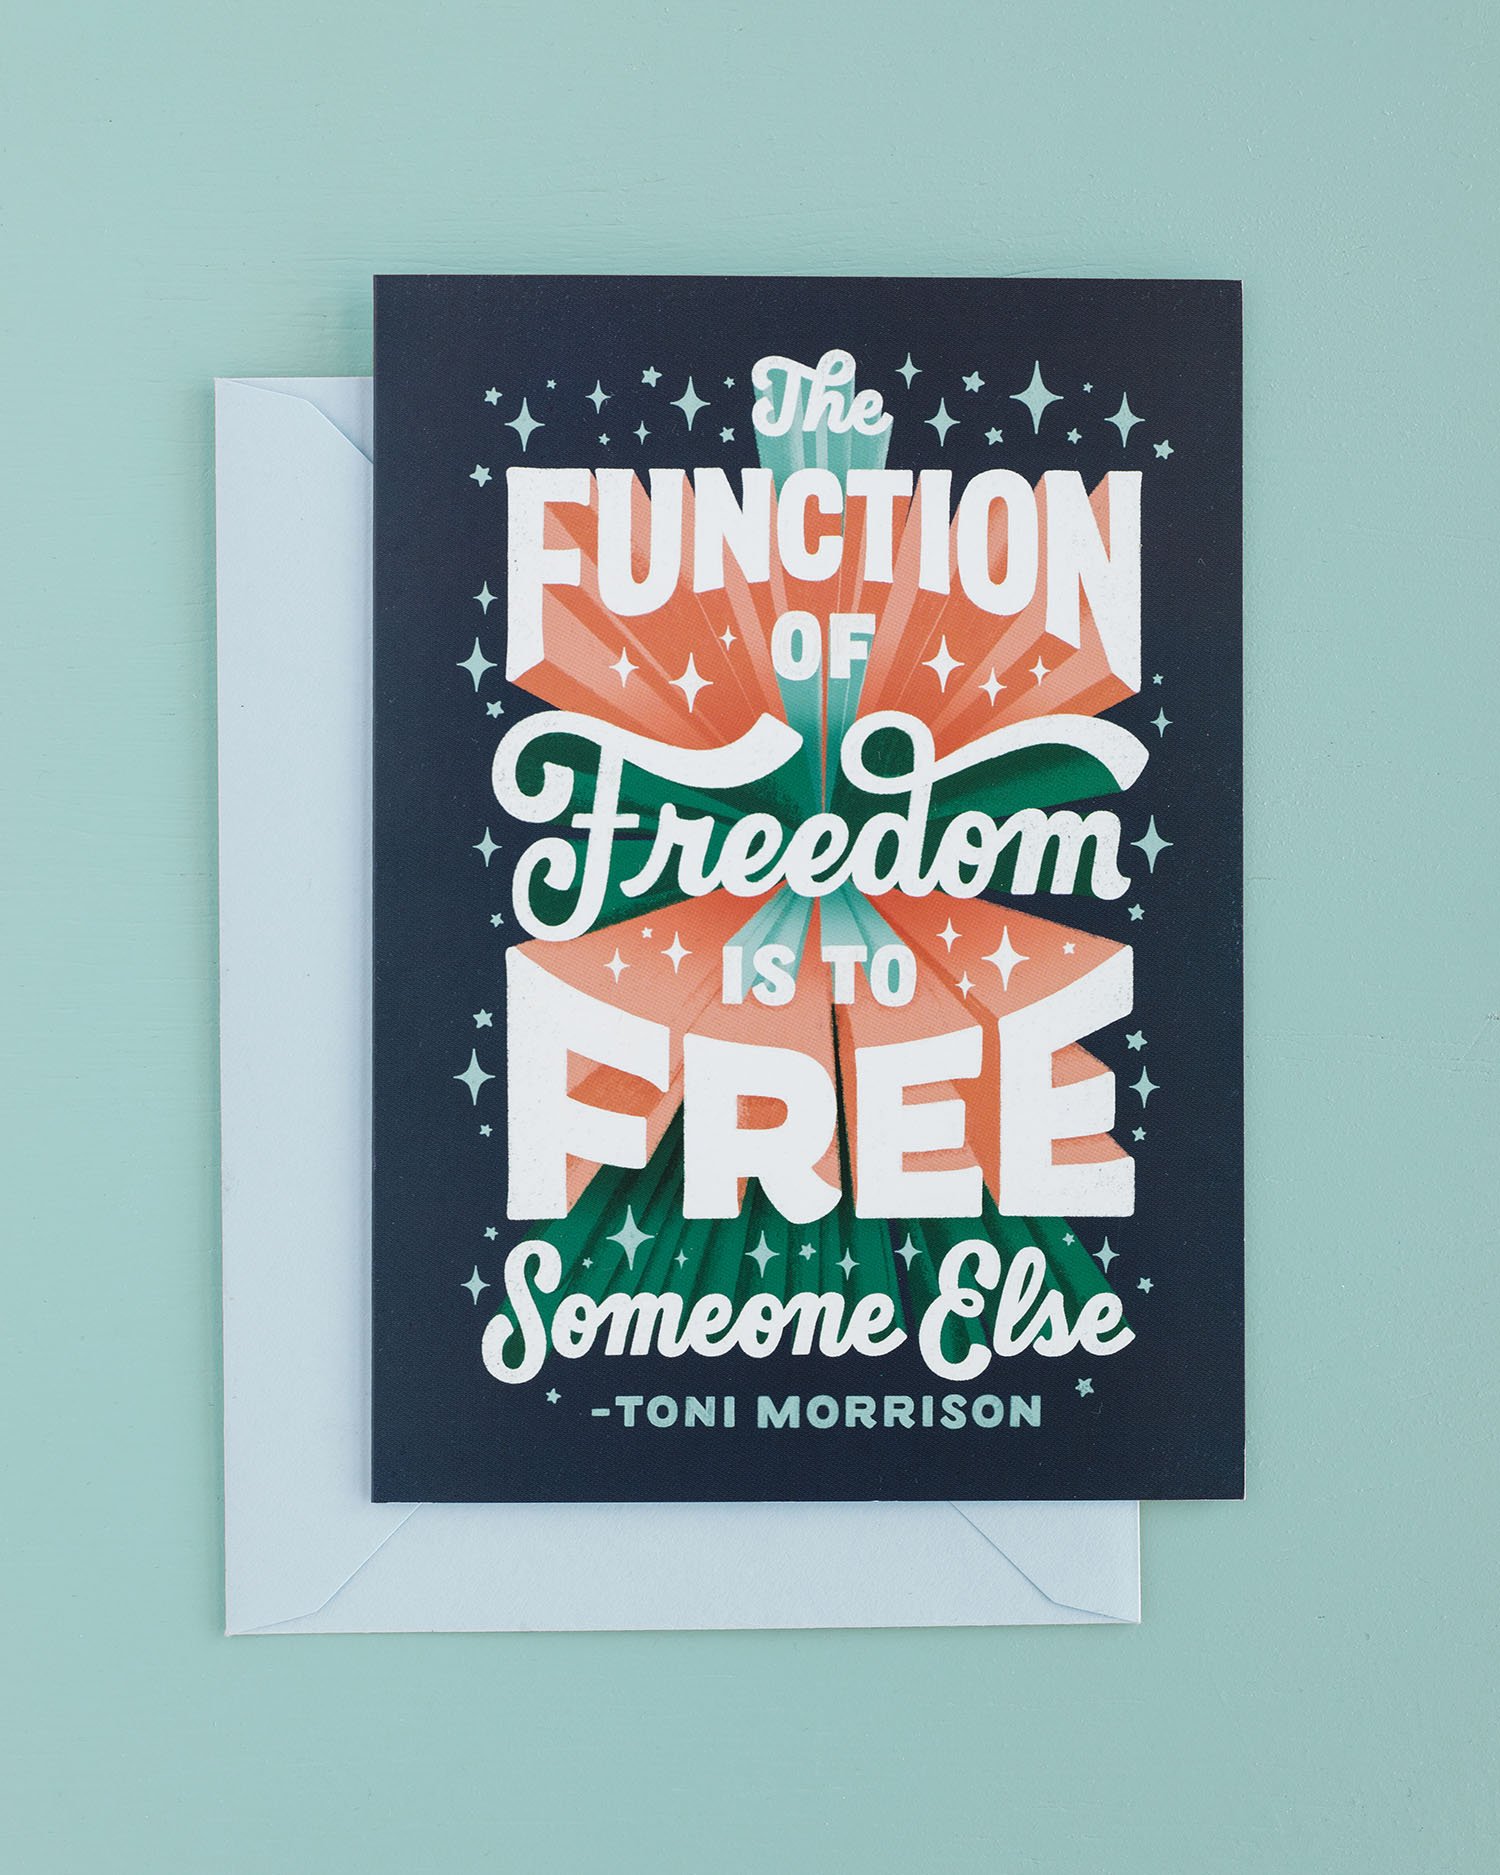 The
FUNCTION
OF
Freedom
IS TO
FREE
Someone Else
-TONI MORRISON